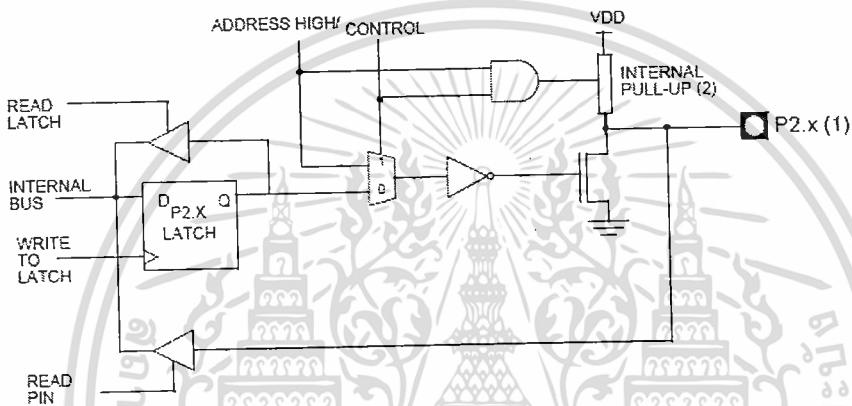 ADDRESS HIGH/ CONTROL
VDD
INTERNAL
PULL-UP (2)
P2.x (1)
READ
LATCH
INTERNAL
BUS
D Q
P2.X
LATCH
1
0
WRITE
TO
LATCH
READ
PIN